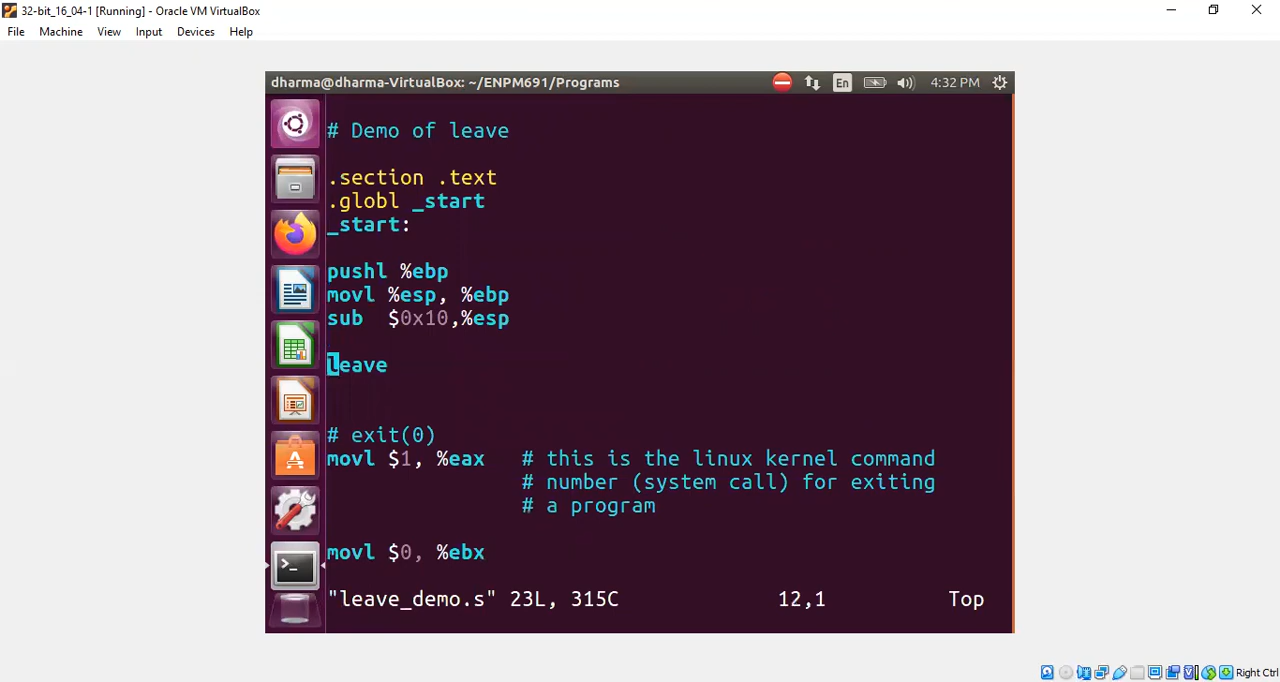 32-bit_16_04-1 [Running] - Oracle VM VirtualBox
File Machine View Input Devices Help
dharma@dharma-VirtualBox: ~/ENPM691/Programs En 4:32 PM
# Demo of leave
.section .text
.globl _start
_start:
pushl %ebp
movl %esp, %ebp
sub  $0x10,%esp
leave
# exit(0)
movl $1, %eax   # this is the linux kernel command
# number (system call) for exiting
# a program
movl $0, %ebx
"leave_demo.s" 23L, 315C 12,1 Top
Right Ctrl